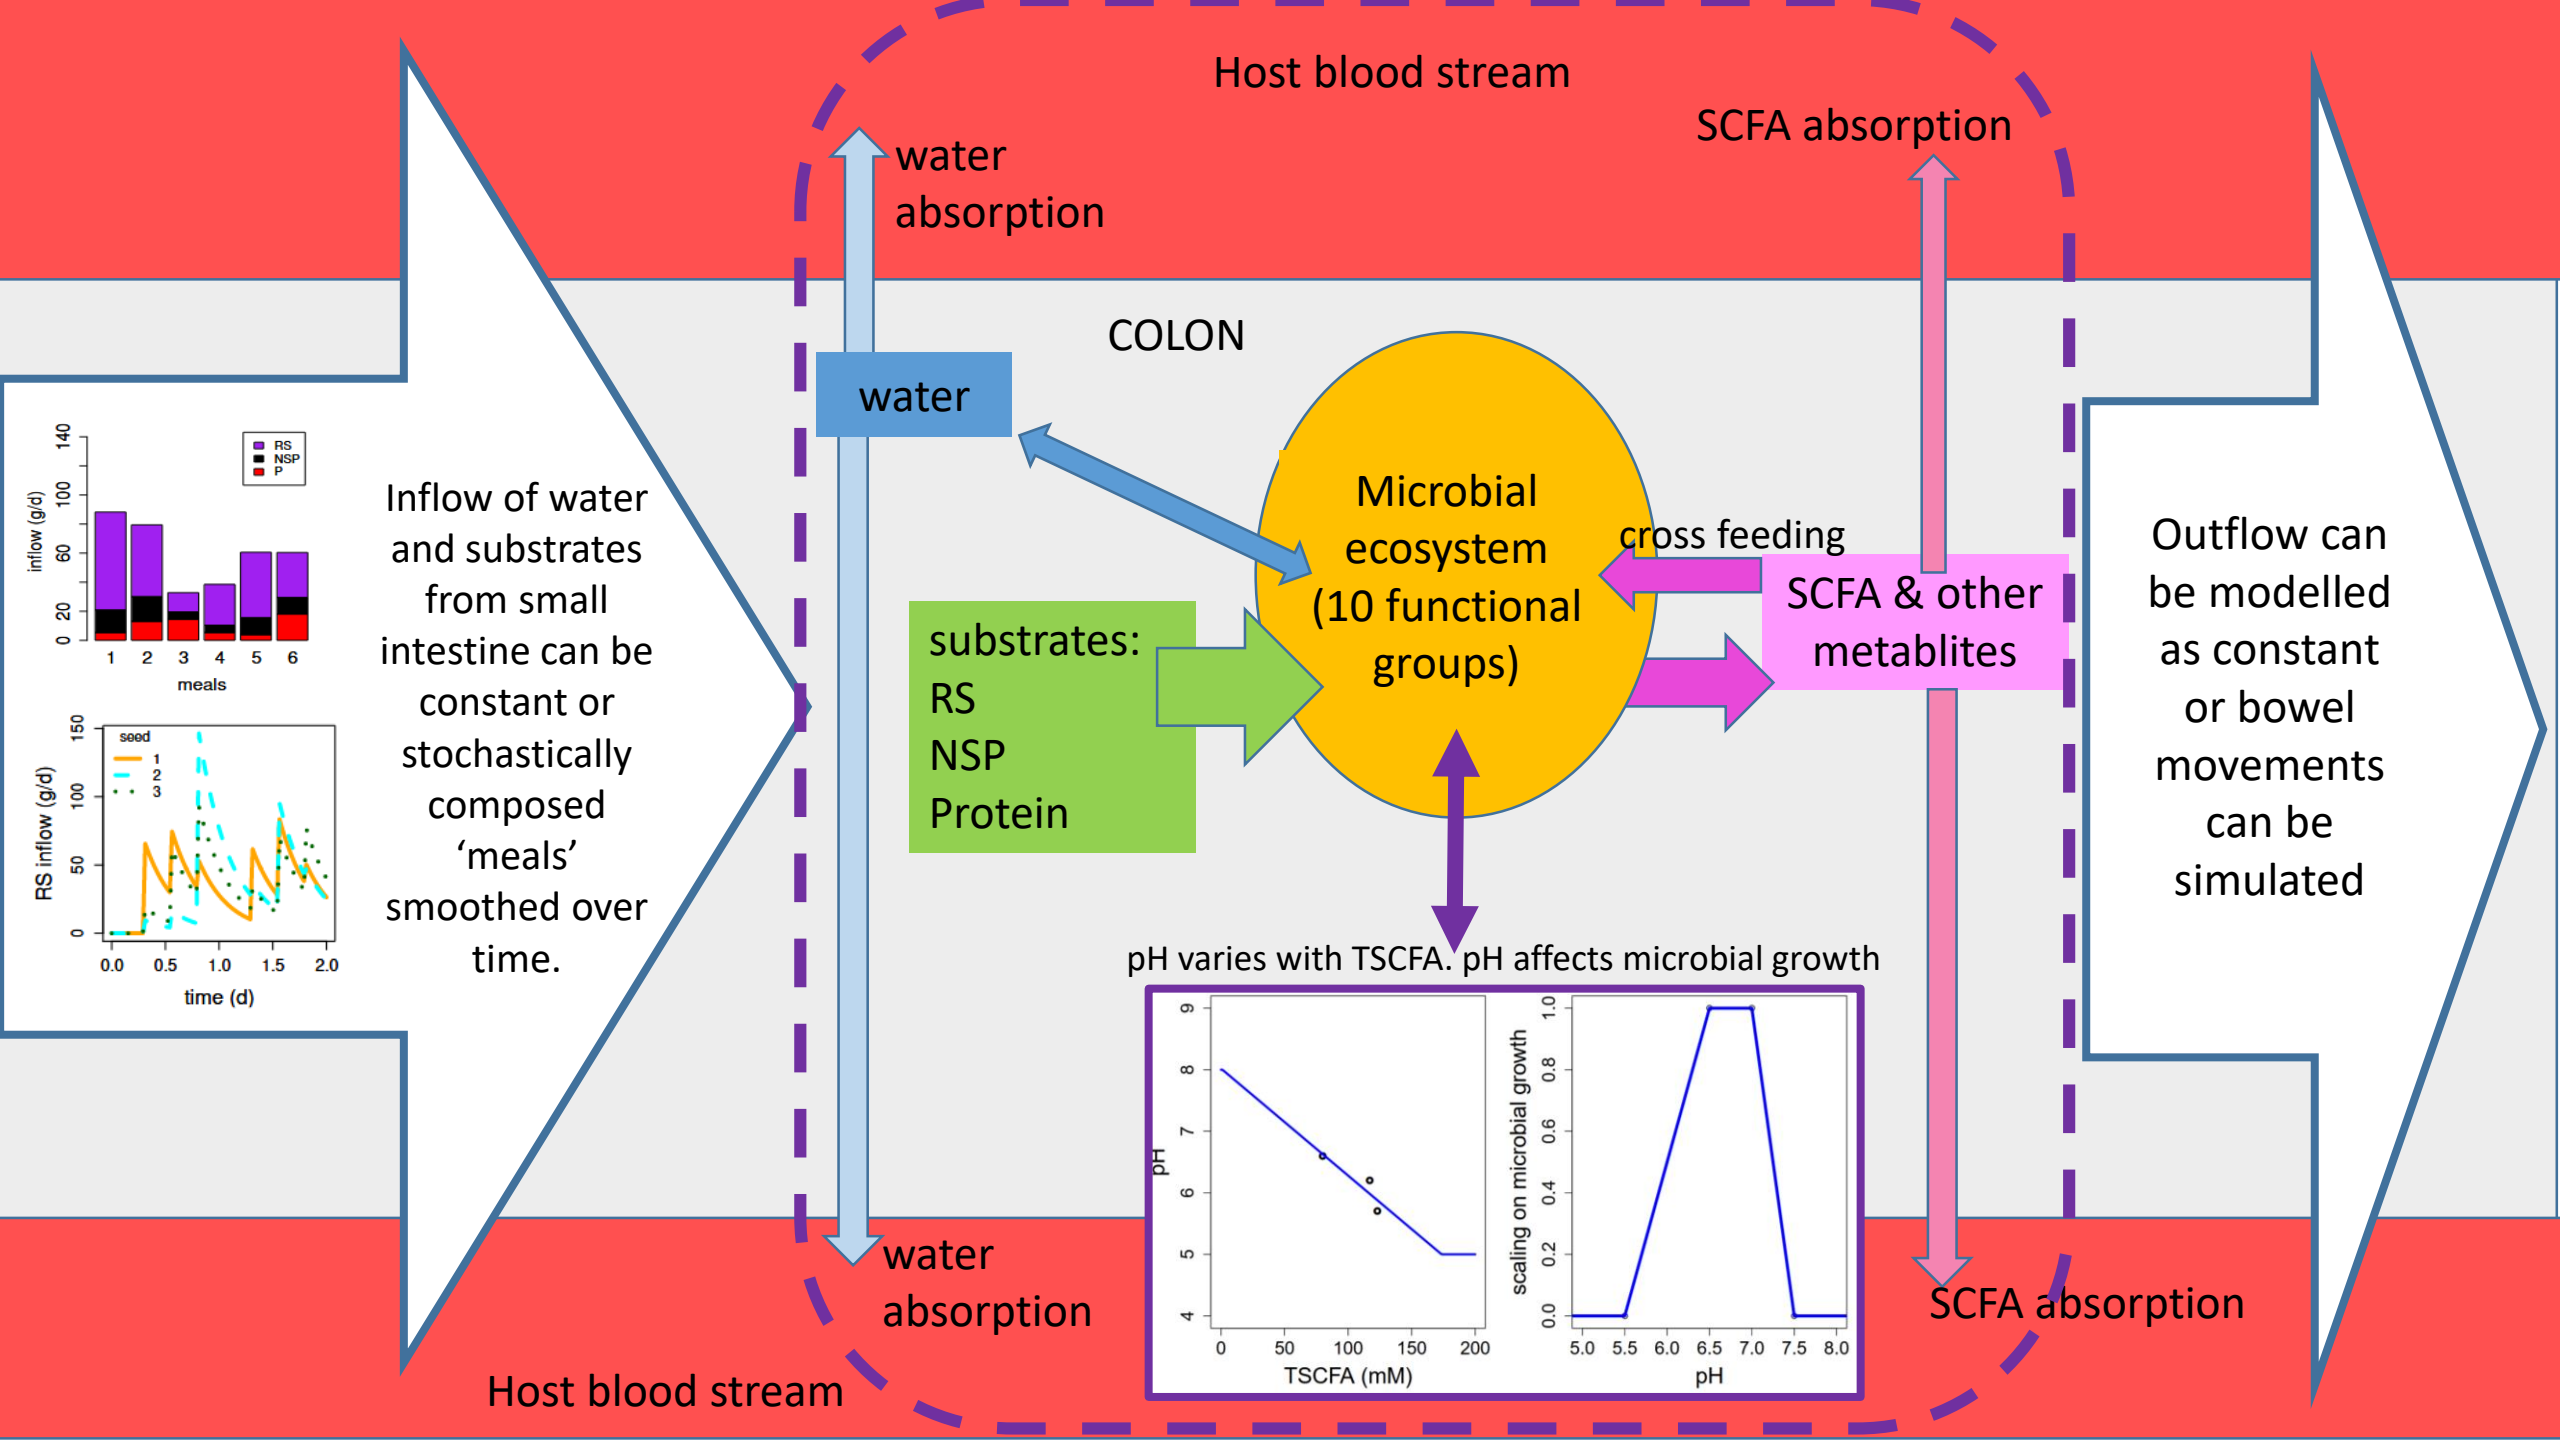 Host blood stream
SCFA absorption
water
absorption
COLON
water
140
100
60
20
0
inflow (g/d)
RS
NSP
P
1 2 3 4 5 6
meals
150
100
50
0
RS inflow (g/d)
seed
1
2
3
0.0 0.5 1.0 1.5 2.0
time (d)
Inflow of water
and substrates
from small
intestine can be
constant or
stochastically
composed
‘meals’
smoothed over
time.
substrates:
RS
NSP
Protein
Microbial
ecosystem
(10 functional
groups)
cross feeding
SCFA & other
metablites
Outflow can
be modelled
as constant
or bowel
movements
can be
simulated
pH varies with TSCFA. pH affects microbial growth
9
8
7
6
5
4
pH
0 50 100 150 200
TSCFA (mM)
1.0
0.8
0.6
0.4
0.2
0.0
scaling on microbial growth
5.0 5.5 6.0 6.5 7.0 7.5 8.0
pH
water
absorption
SCFA absorption
Host blood stream